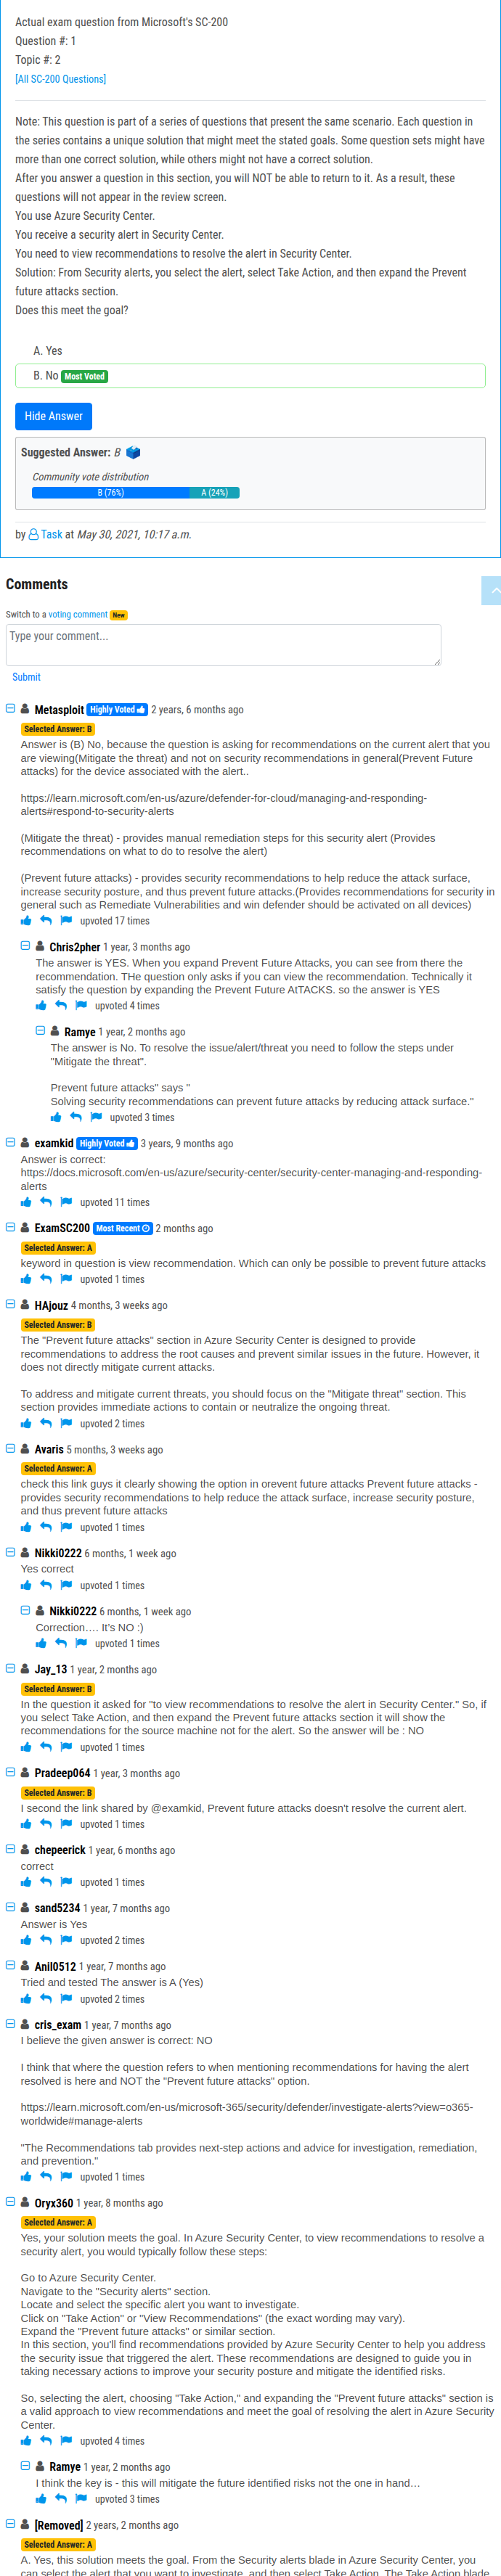 Actual exam question from Microsoft's SC-200
Question #: 1
Topic #: 2
[All SC-200 Questions]
Note: This question is part of a series of questions that present the same scenario. Each question in
the series contains a unique solution that might meet the stated goals. Some question sets might have
more than one correct solution, while others might not have a correct solution.
After you answer a question in this section, you will NOT be able to return to it. As a result, these
questions will not appear in the review screen.
You use Azure Security Center.
You receive a security alert in Security Center.
You need to view recommendations to resolve the alert in Security Center.
Solution: From Security alerts, you select the alert, select Take Action, and then expand the Prevent
future attacks section.
Does this meet the goal?
A. Yes
B. No Most Voted
Hide Answer
Suggested Answer: B
Community vote distribution
B (76%) A (24%)
by Task at May 30, 2021, 10:17 a.m.
Comments
Switch to a voting comment New
Type your comment...
Submit
Metasploit Highly Voted 2 years, 6 months ago
Selected Answer: B
Answer is (B) No, because the question is asking for recommendations on the current alert that you
are viewing(Mitigate the threat) and not on security recommendations in general(Prevent Future
attacks) for the device associated with the alert..
https://learn.microsoft.com/en-us/azure/defender-for-cloud/managing-and-responding-
alerts#respond-to-security-alerts
(Mitigate the threat) - provides manual remediation steps for this security alert (Provides
recommendations on what to do to resolve the alert)
(Prevent future attacks) - provides security recommendations to help reduce the attack surface,
increase security posture, and thus prevent future attacks.(Provides recommendations for security in
general such as Remediate Vulnerabilities and win defender should be activated on all devices)
upvoted 17 times
Chris2pher 1 year, 3 months ago
The answer is YES. When you expand Prevent Future Attacks, you can see from there the
recommendation. THe question only asks if you can view the recommendation. Technically it
satisfy the question by expanding the Prevent Future AtTACKS. so the answer is YES
upvoted 4 times
Ramye 1 year, 2 months ago
The answer is No. To resolve the issue/alert/threat you need to follow the steps under
"Mitigate the threat".
Prevent future attacks" says "
Solving security recommendations can prevent future attacks by reducing attack surface."
upvoted 3 times
examkid Highly Voted 3 years, 9 months ago
Answer is correct:
https://docs.microsoft.com/en-us/azure/security-center/security-center-managing-and-responding-
alerts
upvoted 11 times
ExamSC200 Most Recent 2 months ago
Selected Answer: A
keyword in question is view recommendation. Which can only be possible to prevent future attacks
upvoted 1 times
HAjouz 4 months, 3 weeks ago
Selected Answer: B
The "Prevent future attacks" section in Azure Security Center is designed to provide
recommendations to address the root causes and prevent similar issues in the future. However, it
does not directly mitigate current attacks.
To address and mitigate current threats, you should focus on the "Mitigate threat" section. This
section provides immediate actions to contain or neutralize the ongoing threat.
upvoted 2 times
Avaris 5 months, 3 weeks ago
Selected Answer: A
check this link guys it clearly showing the option in orevent future attacks Prevent future attacks -
provides security recommendations to help reduce the attack surface, increase security posture,
and thus prevent future attacks
upvoted 1 times
Nikki0222 6 months, 1 week ago
Yes correct
upvoted 1 times
Nikki0222 6 months, 1 week ago
Correction…. It's NO :)
upvoted 1 times
Jay_13 1 year, 2 months ago
Selected Answer: B
In the question it asked for "to view recommendations to resolve the alert in Security Center." So, if
you select Take Action, and then expand the Prevent future attacks section it will show the
recommendations for the source machine not for the alert. So the answer will be : NO
upvoted 1 times
Pradeep064 1 year, 3 months ago
Selected Answer: B
I second the link shared by @examkid, Prevent future attacks doesn't resolve the current alert.
upvoted 1 times
chepeerick 1 year, 6 months ago
correct
upvoted 1 times
sand5234 1 year, 7 months ago
Answer is Yes
upvoted 2 times
Anil0512 1 year, 7 months ago
Tried and tested The answer is A (Yes)
upvoted 2 times
cris_exam 1 year, 7 months ago
I believe the given answer is correct: NO
I think that where the question refers to when mentioning recommendations for having the alert
resolved is here and NOT the "Prevent future attacks" option.
https://learn.microsoft.com/en-us/microsoft-365/security/defender/investigate-alerts?view=o365-
worldwide#manage-alerts
"The Recommendations tab provides next-step actions and advice for investigation, remediation,
and prevention."
upvoted 1 times
Oryx360 1 year, 8 months ago
Selected Answer: A
Yes, your solution meets the goal. In Azure Security Center, to view recommendations to resolve a
security alert, you would typically follow these steps:
Go to Azure Security Center.
Navigate to the "Security alerts" section.
Locate and select the specific alert you want to investigate.
Click on "Take Action" or "View Recommendations" (the exact wording may vary).
Expand the "Prevent future attacks" or similar section.
In this section, you'll find recommendations provided by Azure Security Center to help you address
the security issue that triggered the alert. These recommendations are designed to guide you in
taking necessary actions to improve your security posture and mitigate the identified risks.
So, selecting the alert, choosing "Take Action," and expanding the "Prevent future attacks" section is
a valid approach to view recommendations and meet the goal of resolving the alert in Azure Security
Center.
upvoted 4 times
Ramye 1 year, 2 months ago
I think the key is - this will mitigate the future identified risks not the one in hand…
upvoted 3 times
[Removed] 2 years, 2 months ago
Selected Answer: A
A. Yes, this solution meets the goal. From the Security alerts blade in Azure Security Center, you
can select the alert that you want to investigate, and then select Take Action. The Take Action blade